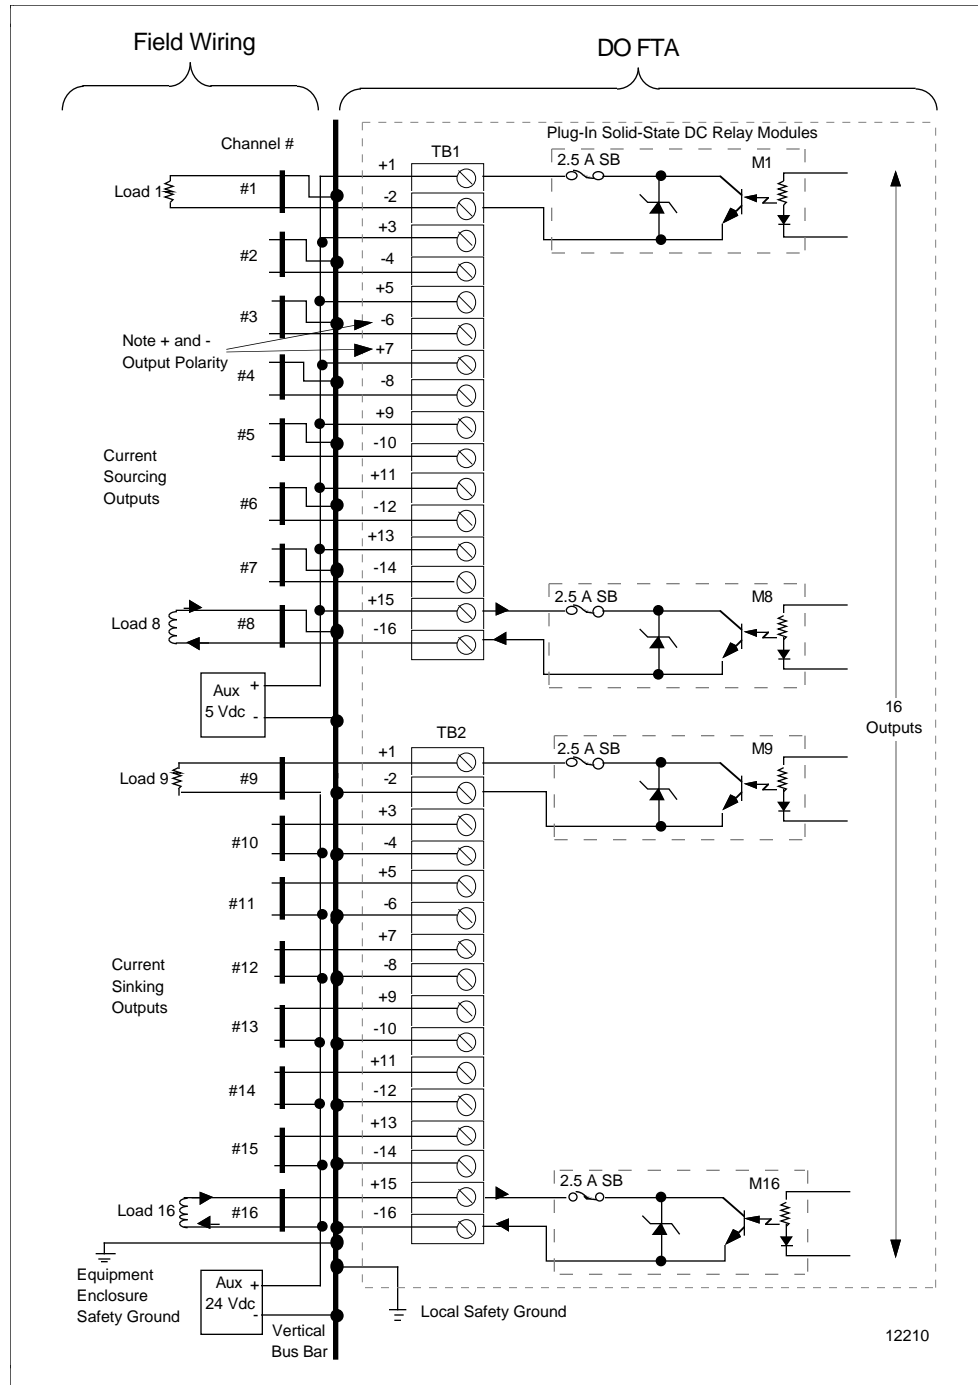 Field Wiring
DO FTA
Channel #
Plug-In Solid-State DC Relay Modules
TB1
2.5 A SB
M1
+1
Load 1
#1
-2
+3
#2
-4
+5
#3
-6
Note + and -
Output Polarity
+7
#4
-8
+9
#5
-10
Current
Sourcing
Outputs
+11
#6
-12
+13
#7
-14
2.5 A SB
M8
+15
Load 8
#8
-16
Aux +
5 Vdc -
16
Outputs
TB2
2.5 A SB
M9
+1
Load 9
#9
-2
+3
#10
-4
+5
#11
-6
+7
#12
-8
Current
Sinking
Outputs
+9
#13
-10
+11
#14
-12
+13
#15
-14
2.5 A SB
M16
+15
Load 16
#16
-16
Equipment
Enclosure
Safety Ground
Aux +
24 Vdc -
Vertical
Bus Bar
Local Safety Ground
12210